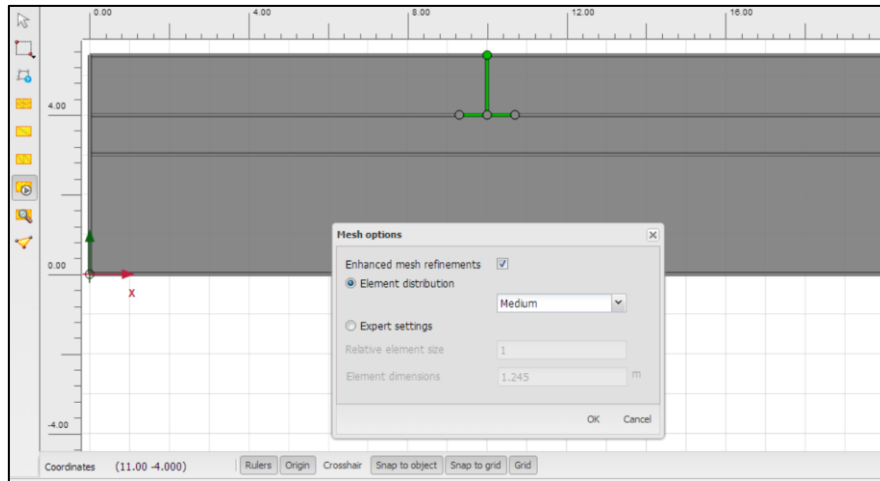 0.00 4.00 8.00 12.00 16.00
4.00
0.00
-4.00
X
Mesh options
Enhanced mesh refinements
Element distribution
Medium
Expert settings
Relative element size 1
Element dimensions 1.245 m
OK Cancel
Coordinates (11.00 -4.000) Rulers Origin Crosshair Snap to object Snap to grid Grid